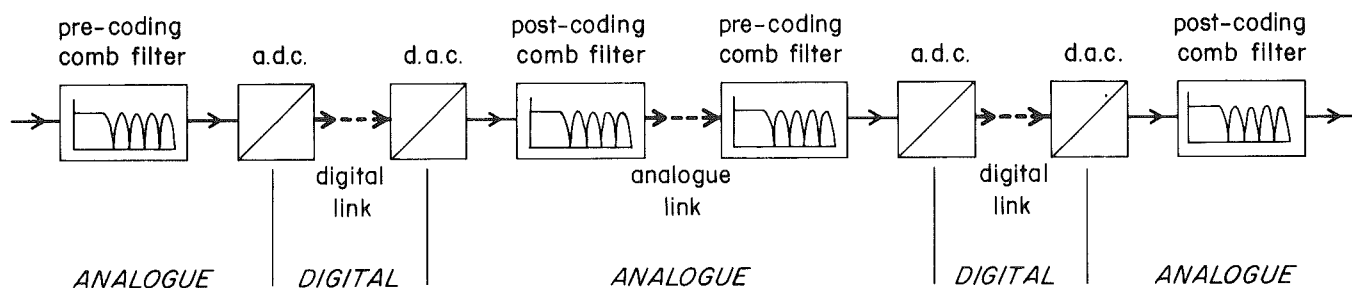 pre-coding
comb filter
a.d.c.
d.a.c.
post-coding
comb filter
pre-coding
comb filter
a.d.c.
d.a.c.
post-coding
comb filter
digital
link
analogue
link
digital
link
ANALOGUE
DIGITAL
ANALOGUE
DIGITAL
ANALOGUE